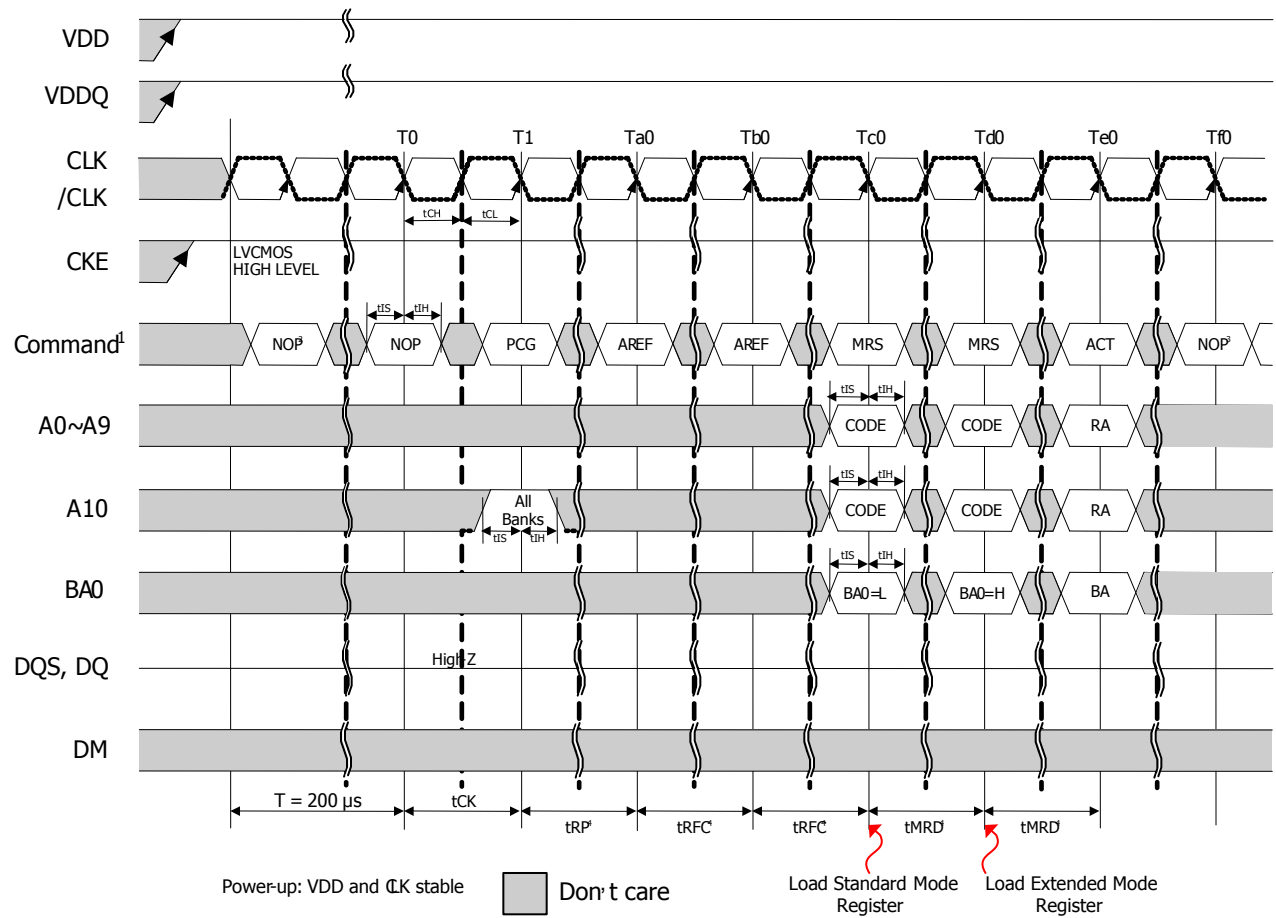 VDD
VDDQ
T0 T1 Ta0 Tb0 Tc0 Td0 Te0 Tf0
CLK
/CLK
tCH tCL
CKE
LVCMOS
HIGH LEVEL
tIS tIH
Command1 NOP3 NOP PCG AREF AREF MRS MRS ACT NOP3
tIS tIH
A0~A9 CODE CODE RA
tIS tIH
A10 All
Banks CODE CODE RA
tIS tIH
tIS tIH
BA0 BA0=L BA0=H BA
High-Z
DQS, DQ
DM
T = 200 µs tCK tRP4 tRFC4 tRFC4 tMRD4 tMRD4
Power-up: VDD and CLK stable
Don't care
Load Standard Mode
Register
Load Extended Mode
Register